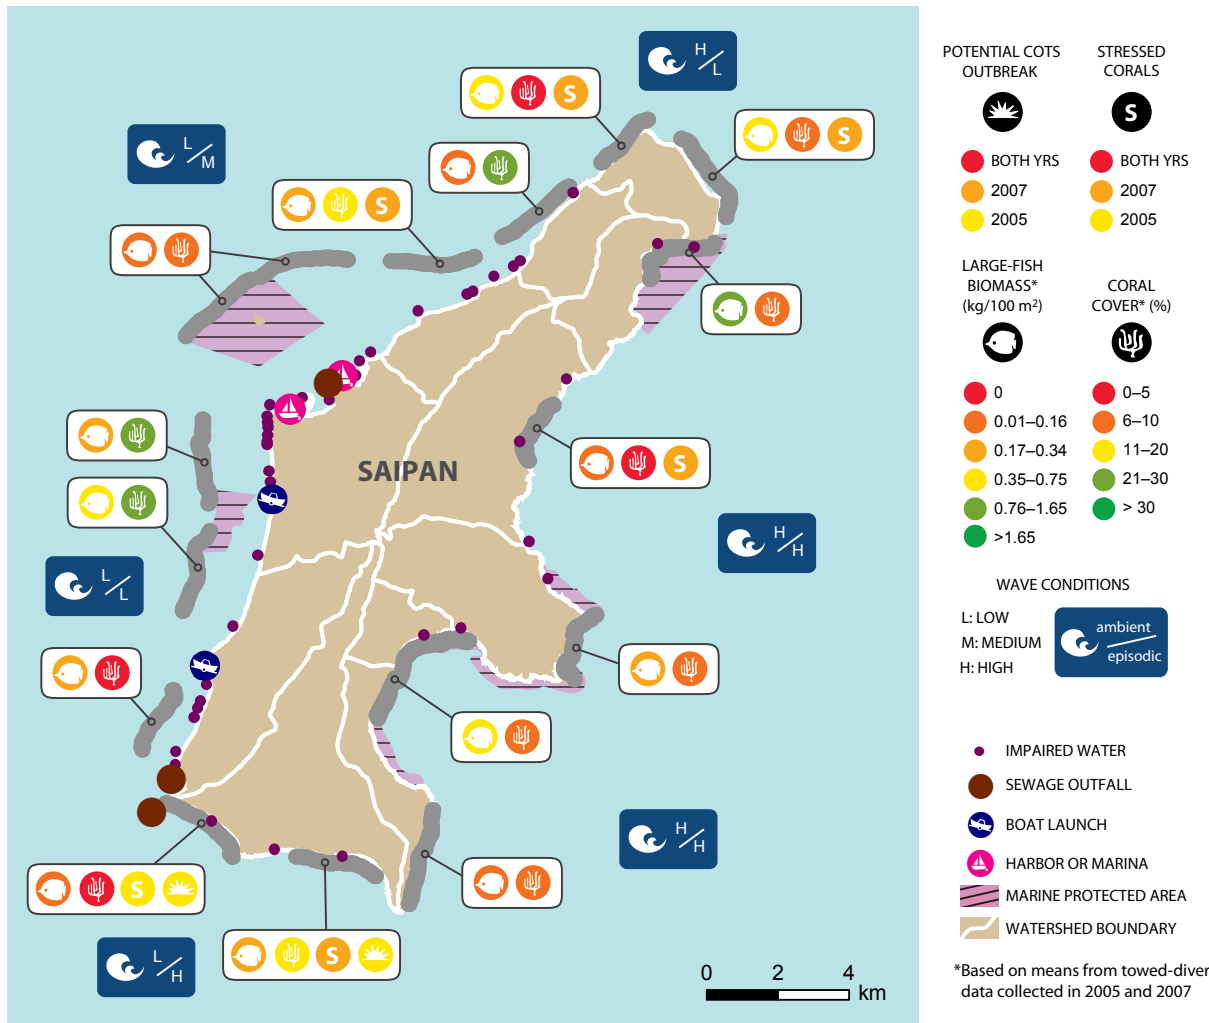 H/L
L/M
S
S
S
SAIPAN
S
H/H
L/L
H/H
S
S
L/H
0 2 4
km
POTENTIAL COTS
OUTBREAK
BOTH YRS
2007
2005
STRESSED
CORALS
S
BOTH YRS
2007
2005
LARGE-FISH
BIOMASS*
(kg/100 m²)
0
0.01–0.16
0.17–0.34
0.35–0.75
0.76–1.65
>1.65
CORAL
COVER* (%)
0–5
6–10
11–20
21–30
> 30
WAVE CONDITIONS
L: LOW
M: MEDIUM
H: HIGH
ambient
episodic
IMPAIRED WATER
SEWAGE OUTFALL
BOAT LAUNCH
HARBOR OR MARINA
MARINE PROTECTED AREA
WATERSHED BOUNDARY
*Based on means from towed-diver
data collected in 2005 and 2007